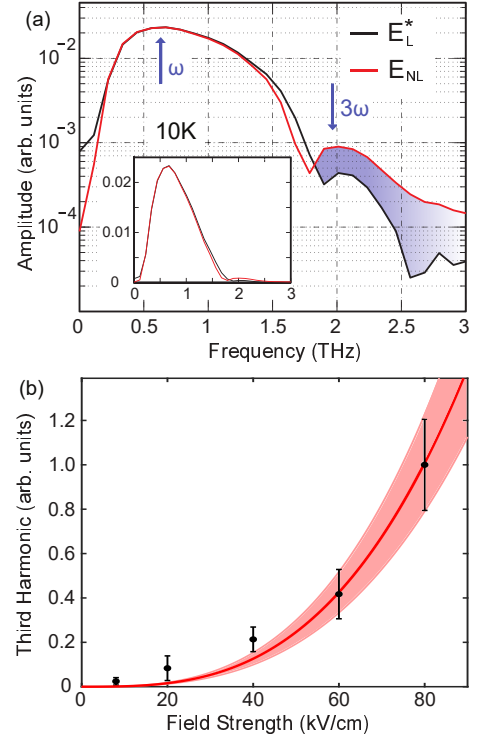 (a)
Amplitude (arb. units)
10⁻²
10⁻³
10⁻⁴
E*L
ENL
ω
3ω
10K
0.02
0.01
0
0 1 2 3
0 0.5 1 1.5 2 2.5 3
Frequency (THz)
(b)
Third Harmonic (arb. units)
1.2
1.0
0.8
0.6
0.4
0.2
0
0 20 40 60 80
Field Strength (kV/cm)